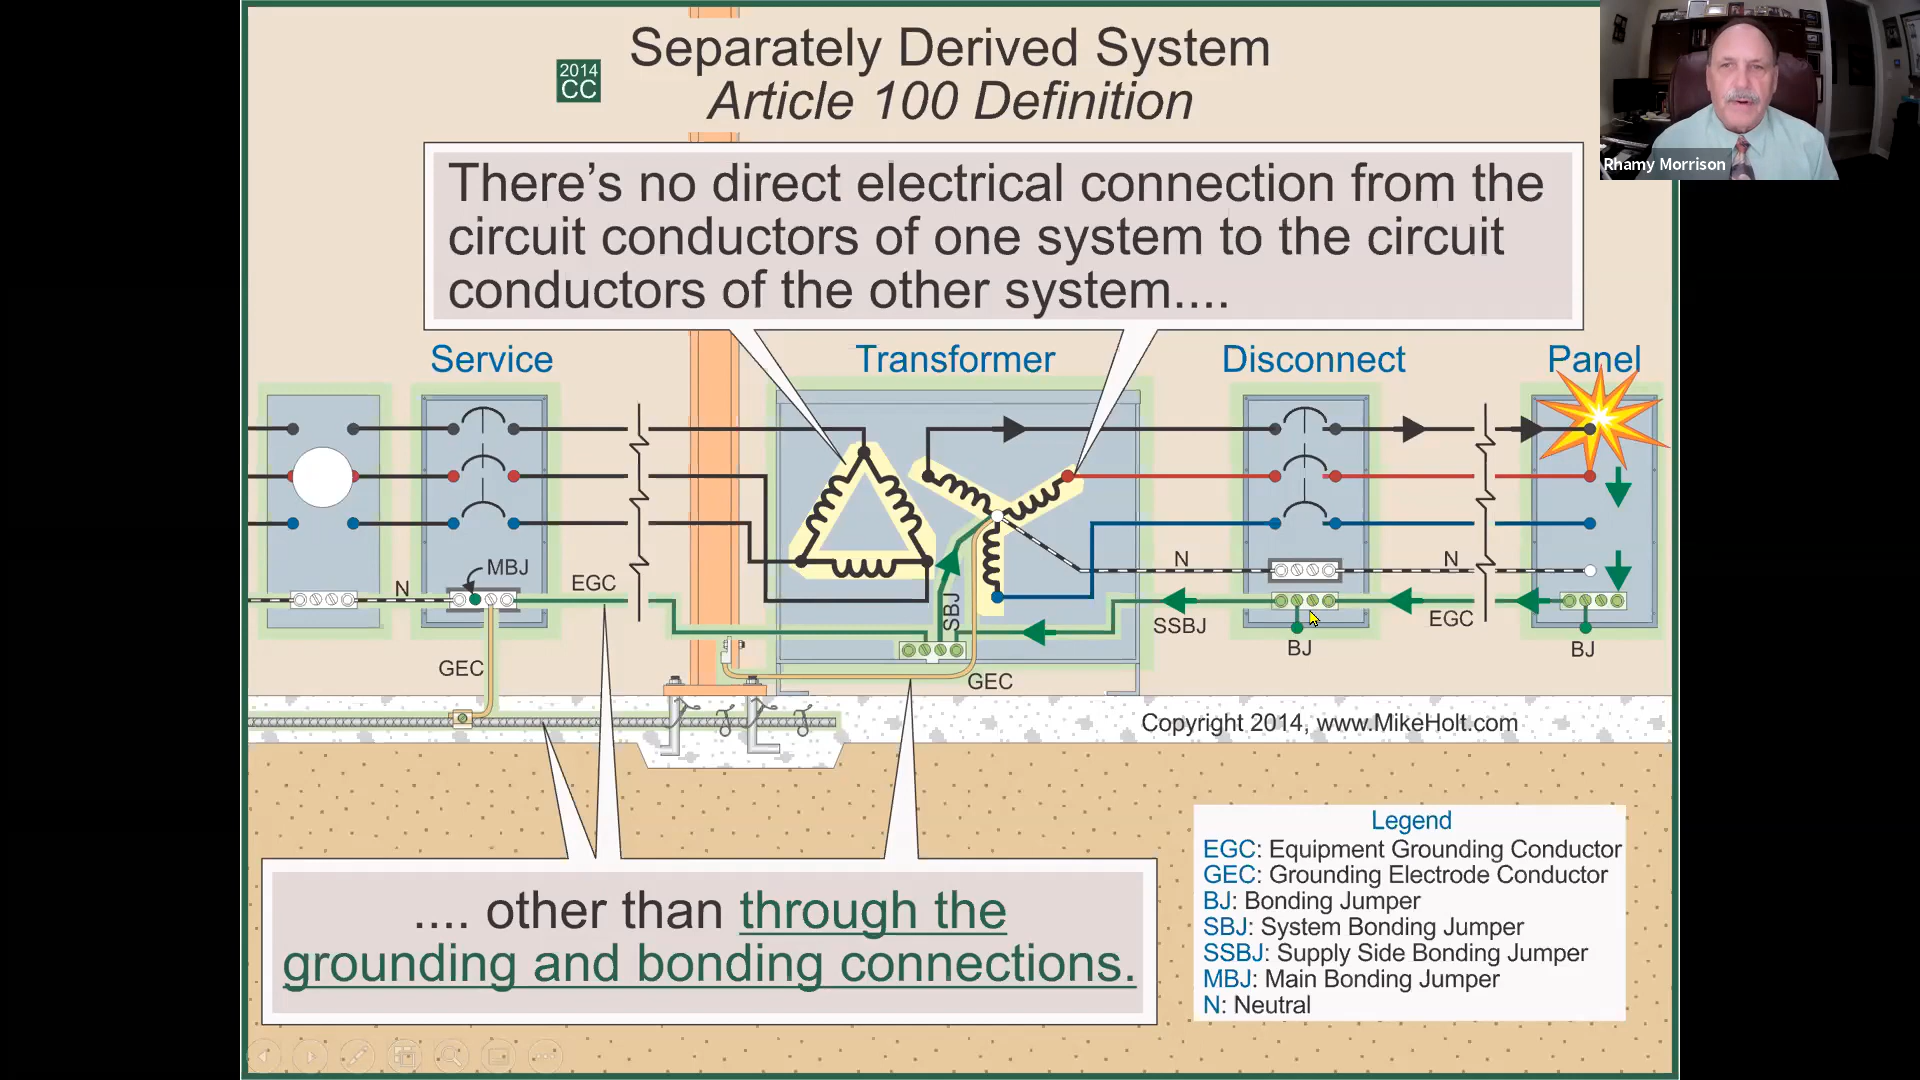 Separately Derived System
2014
CC
Article 100 Definition
Rhamy Morrison
There's no direct electrical connection from the
circuit conductors of one system to the circuit
conductors of the other system....
Service
Transformer
Disconnect
Panel
MBJ
N
EGC
GEC
SBJ
GEC
N
SSBJ
BJ
N
EGC
BJ
Copyright 2014, www.MikeHolt.com
.... other than through the
grounding and bonding connections.
Legend
EGC: Equipment Grounding Conductor
GEC: Grounding Electrode Conductor
BJ: Bonding Jumper
SBJ: System Bonding Jumper
SSBJ: Supply Side Bonding Jumper
MBJ: Main Bonding Jumper
N: Neutral